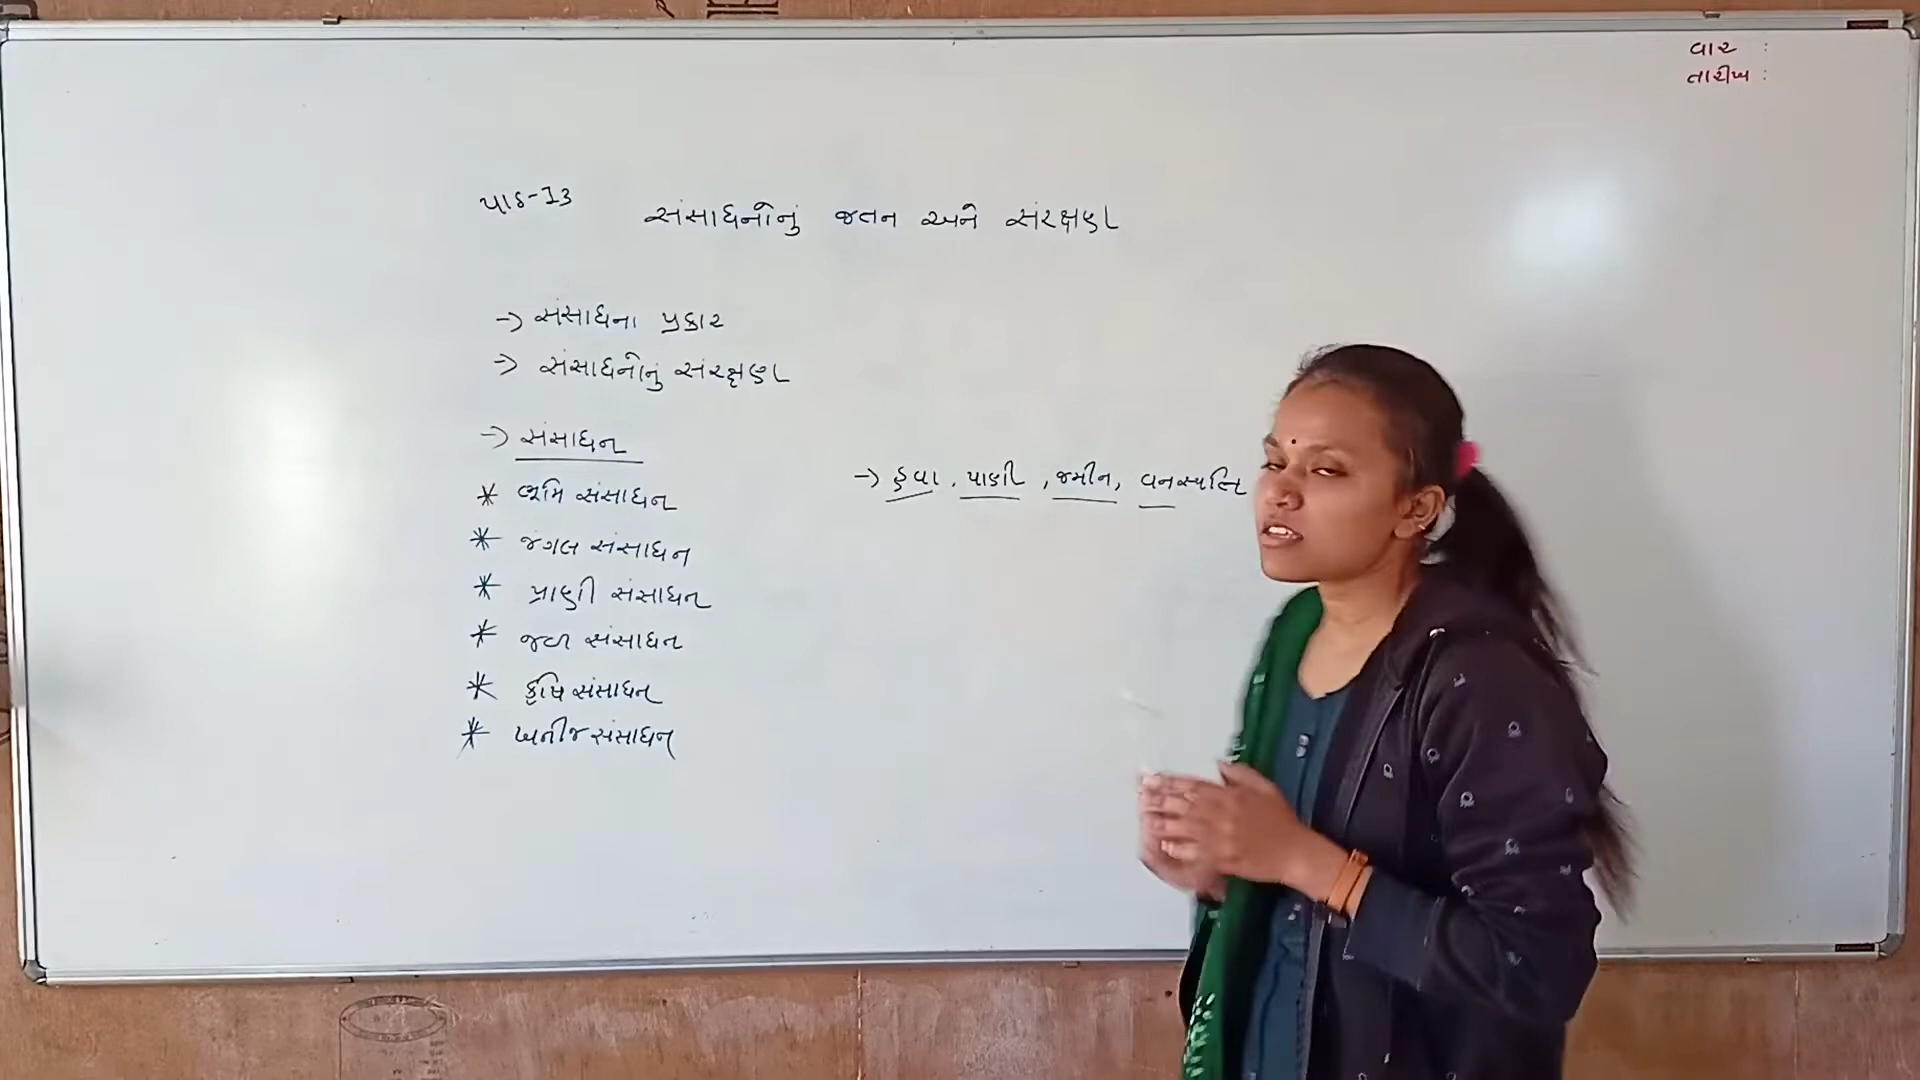 વાર :
તારીખ :
પાઠ-13 સંસાધનોનું જતન અને સંરક્ષણ
→ સંસાધના પ્રકાર
→ સંસાધનોનું સંરક્ષણ
→ સંસાધન
* ભૂમિ સંસાધન
→ હવા, પાણી, જમીન, વનસ્પતિ
* જંગલ સંસાધન
* પ્રાણી સંસાધન
* જળ સંસાધન
* કૃષિ સંસાધન
* ખનીજ સંસાધન